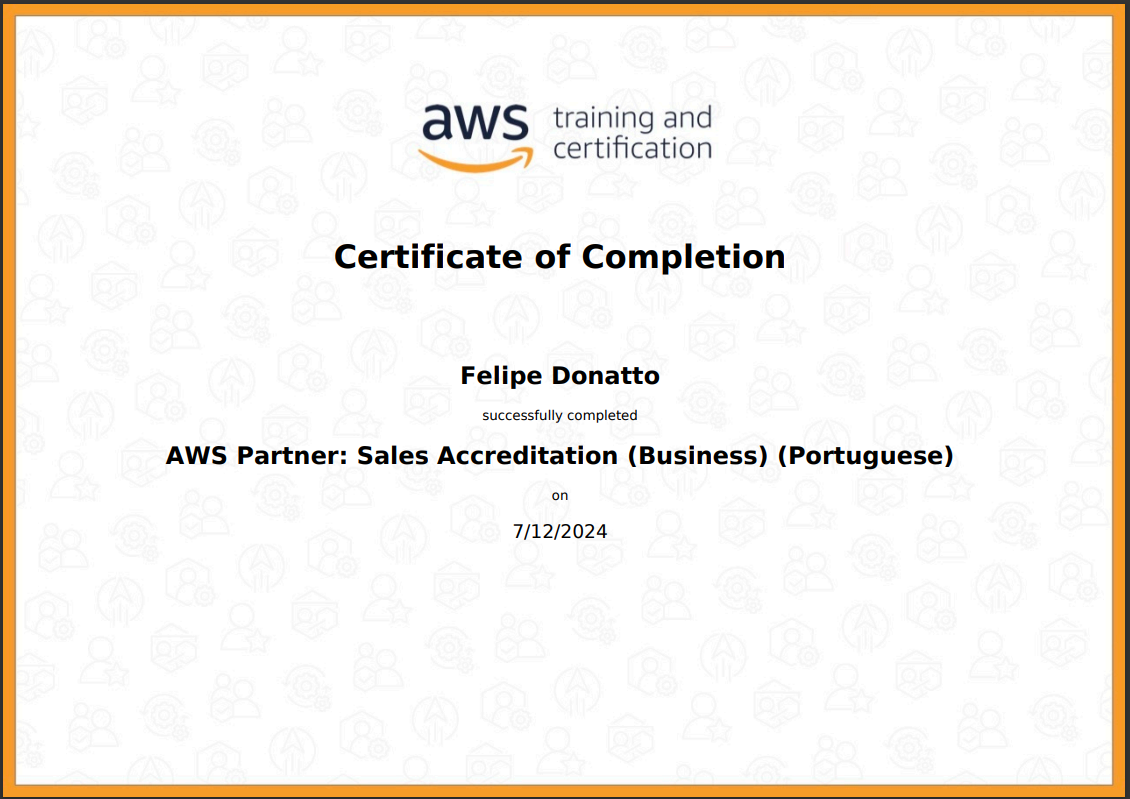 aws training and
certification
Certificate of Completion
Felipe Donatto
successfully completed
AWS Partner: Sales Accreditation (Business) (Portuguese)
on
7/12/2024